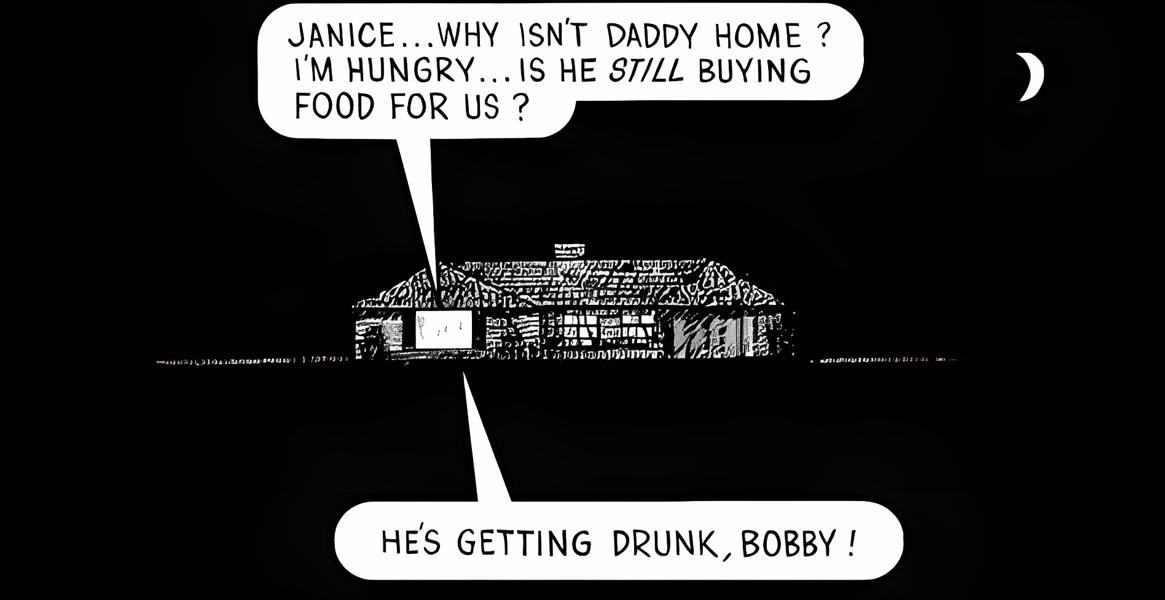 JANICE...WHY ISN'T DADDY HOME ?
I'M HUNGRY...IS HE STILL BUYING
FOOD FOR US ?
HE'S GETTING DRUNK, BOBBY !